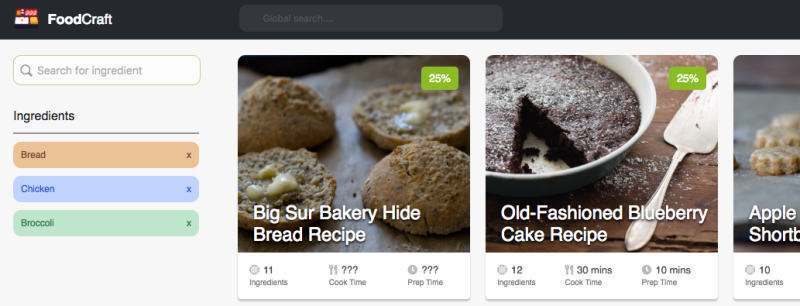 FoodCraft
Global search....
Search for ingredient
Ingredients
Bread x
Chicken x
Broccoli x
25%
Big Sur Bakery Hide
Bread Recipe
11
Ingredients
???
Cook Time
???
Prep Time
25%
Old-Fashioned Blueberry
Cake Recipe
12
Ingredients
30 mins
Cook Time
10 mins
Prep Time
Apple
Shortb
10
Ingredients